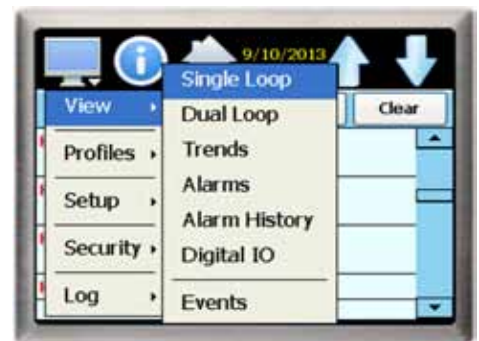 9/10/2013
View
Profiles
Setup
Security
Log
Single Loop
Dual Loop
Trends
Alarms
Alarm History
Digital IO
Events
Clear